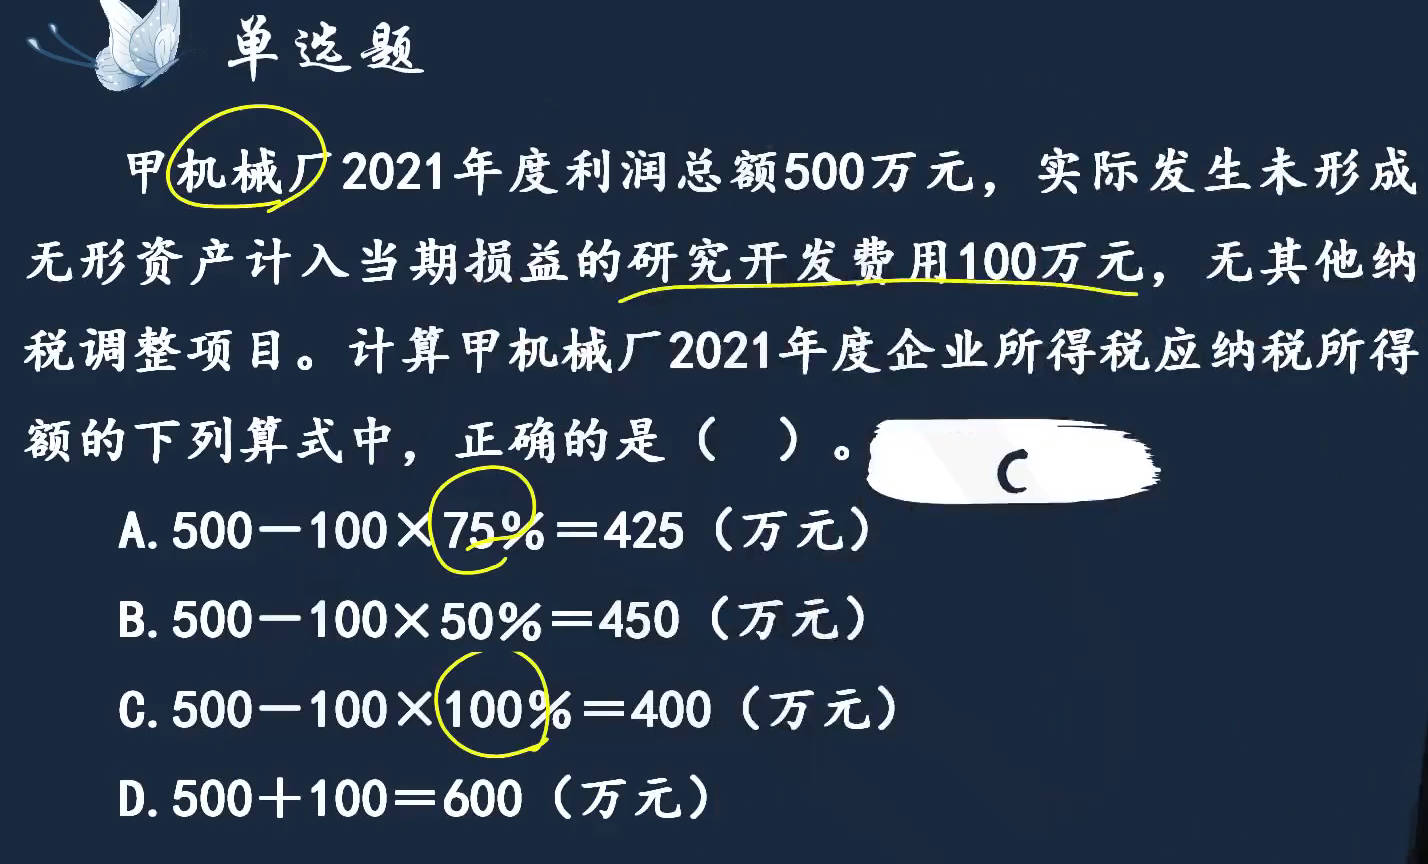 单选题
甲机械厂2021年度利润总额500万元，实际发生未形成
无形资产计入当期损益的研究开发费用100万元，无其他纳
税调整项目。计算甲机械厂2021年度企业所得税应纳税所得
额的下列算式中，正确的是（　）。
C
A.500－100×75%＝425（万元）
B.500－100×50%＝450（万元）
C.500－100×100%＝400（万元）
D.500＋100＝600（万元）